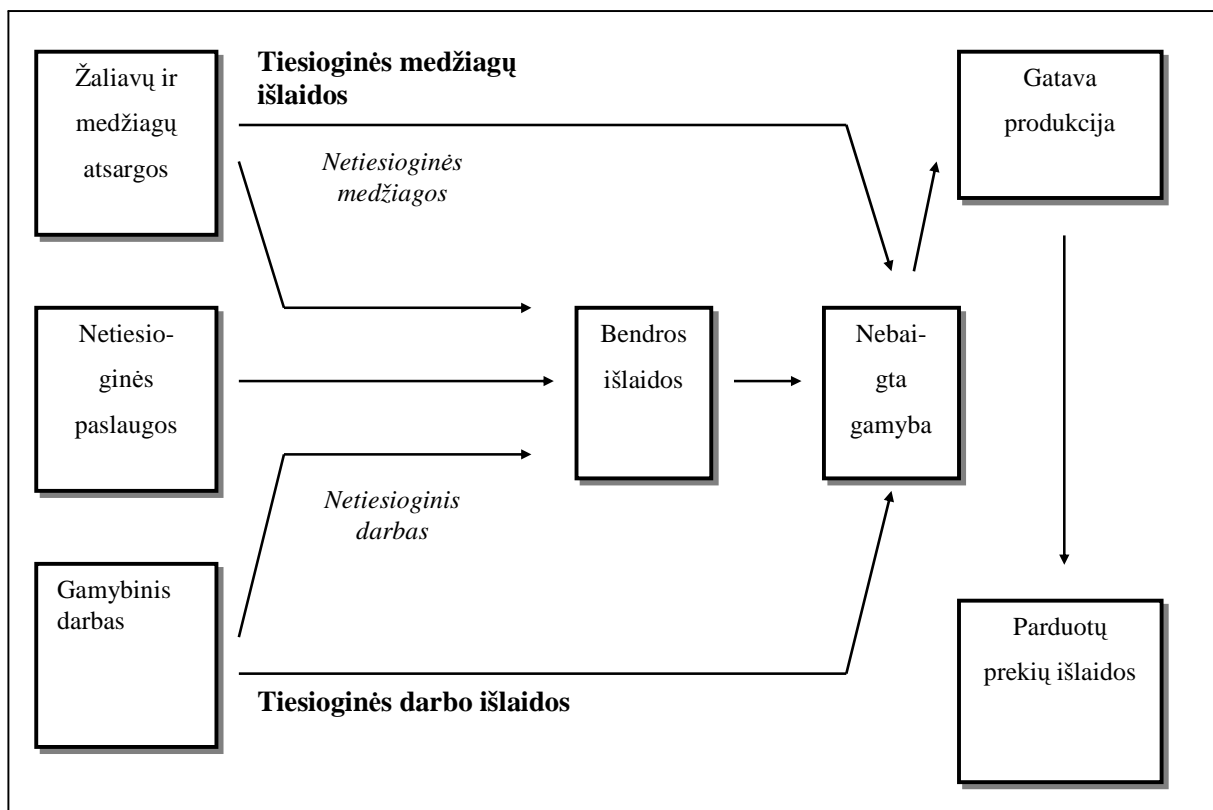 Žaliavų ir
medžiagų
atsargos
Tiesioginės medžiagų
išlaidos
Netiesioginės
medžiagos
Gatava
produkcija
Netiesio-
ginės
paslaugos
Bendros
išlaidos
Nebai-
gta
gamyba
Netiesioginis
darbas
Gamybinis
darbas
Tiesioginės darbo išlaidos
Parduotų
prekių išlaidos